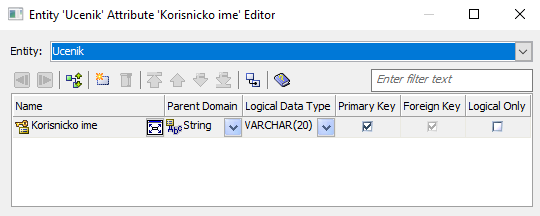 Entity 'Ucenik' Attribute 'Korisnicko ime' Editor
Entity: Ucenik
Enter filter text
Name Parent Domain Logical Data Type Primary Key Foreign Key Logical Only
Korisnicko ime String VARCHAR(20)